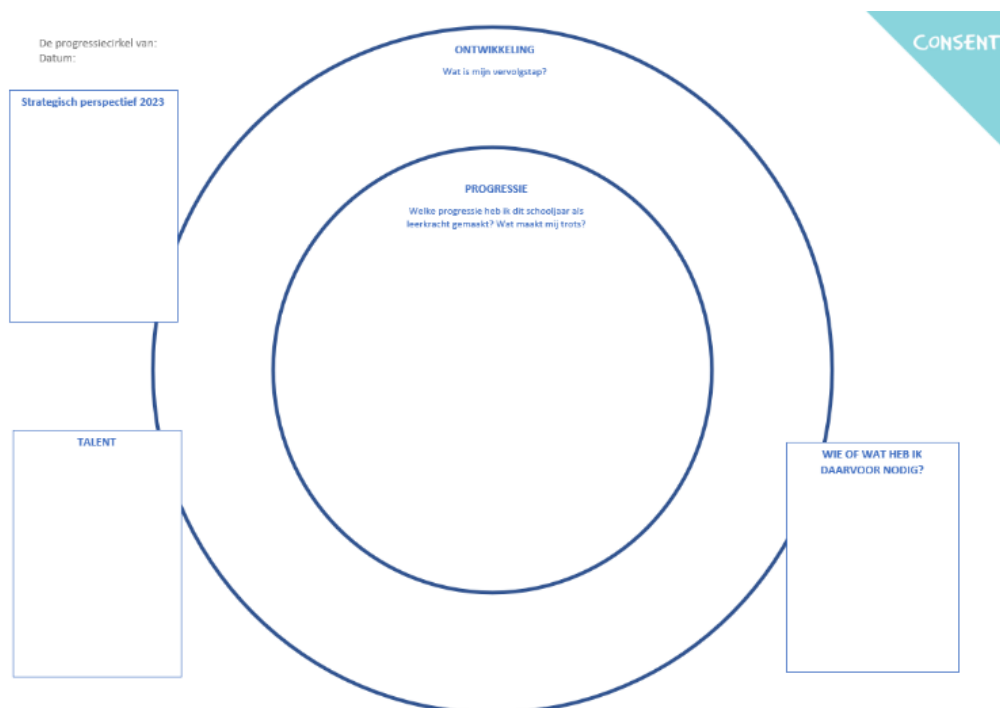 De progressiecirkel van:
Datum:
CONSENT
ONTWIKKELING
Wat is mijn vervolgstap?
Strategisch perspectief 2023
PROGRESSIE
Welke progressie heb ik dit schooljaar als
leerkracht gemaakt? Wat maakt mij trots?
TALENT
WIE OF WAT HEB IK
DAARVOOR NODIG?